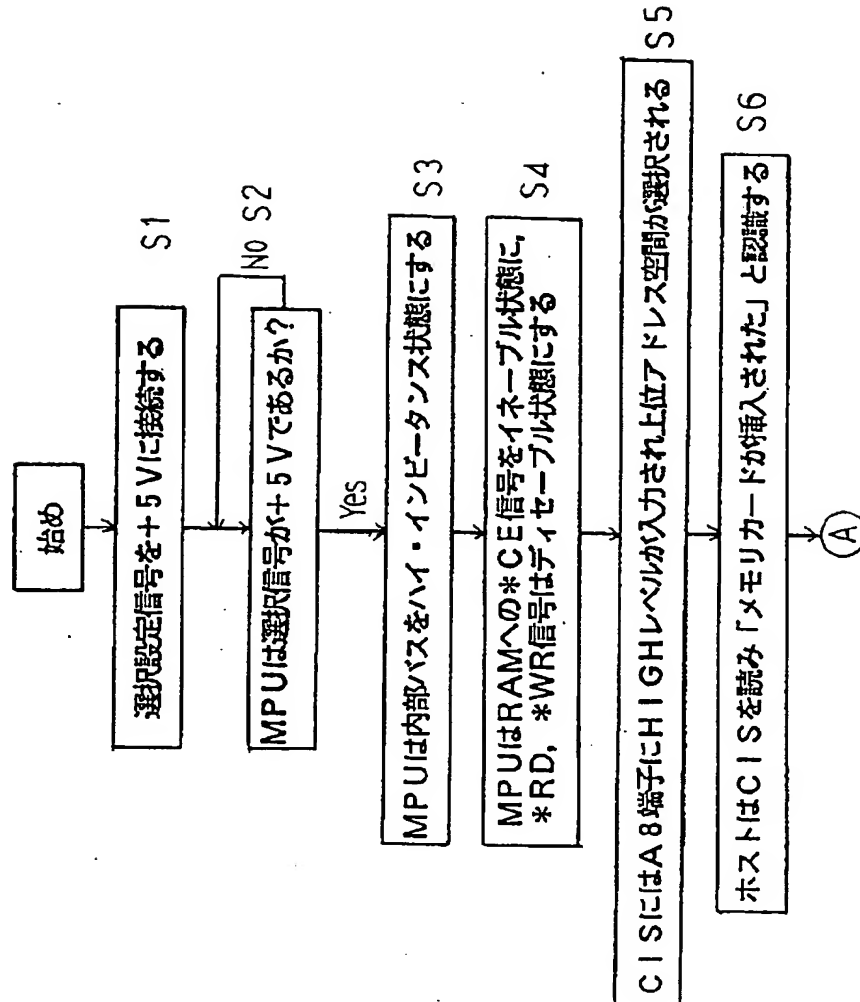 始め
選択設定信号を+5Vに接続する
S1
MPUは選択信号が+5Vであるか?
No S2
Yes
MPUは内部バスをハイ・インピータンス状態にする
S3
MPUはRAMへの*CE信号をイネーブル状態に,
*RD, *WR信号はディセーブル状態にする
S4
CISにはA8端子にHIGHレベルが入力され上位アドレス空間が選択される
S5
ホストはCISを読み「メモリカードが挿入された」と認識する
S6
A